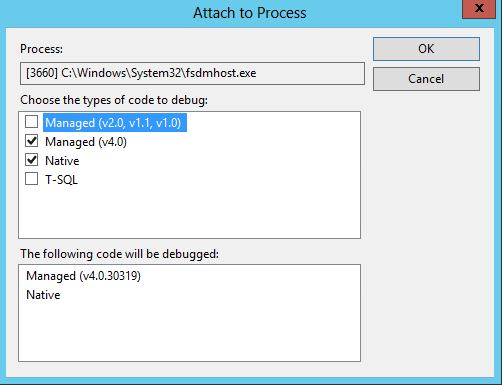 Attach to Process
x
Process:
OK
[3660] C:\Windows\System32\fsdmhost.exe
Cancel
Choose the types of code to debug:
Managed (v2.0, v1.1, v1.0)
Managed (v4.0)
Native
T-SQL
The following code will be debugged:
Managed (v4.0.30319)
Native